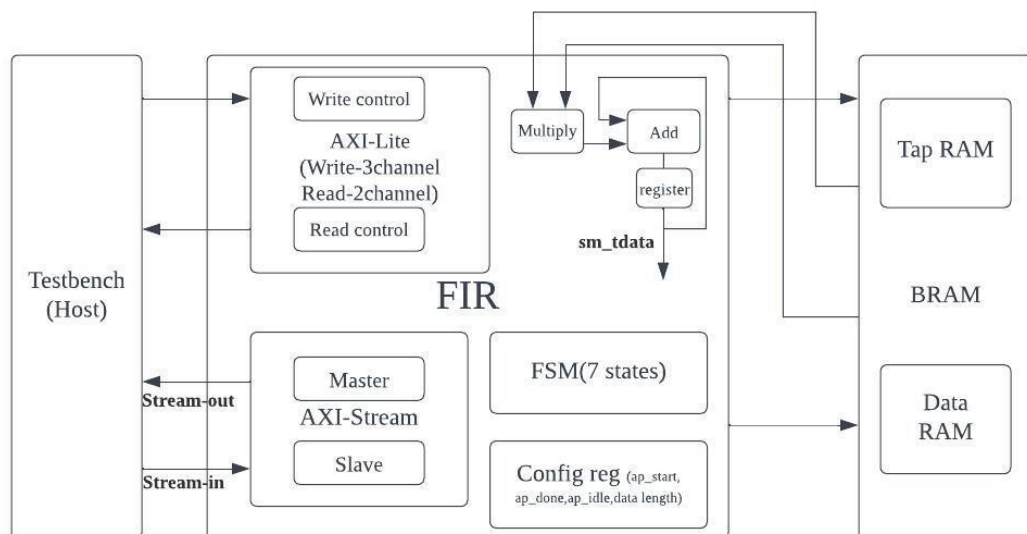 Testbench
(Host)
Write control
AXI-Lite
(Write-3channel
Read-2channel)
Read control
Multiply
Add
register
sm_tdata
FIR
Master
AXI-Stream
Slave
Stream-out
Stream-in
FSM(7 states)
Config reg (ap_start,
ap_done,ap_idle,data length)
Tap RAM
BRAM
Data
RAM